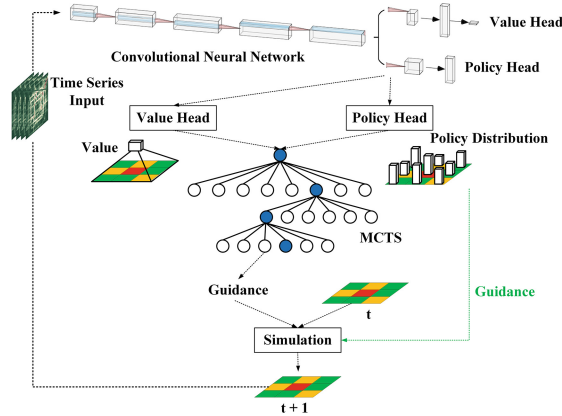 Value Head
Convolutional Neural Network
Policy Head
Time Series
Input
Value Head
Policy Head
Value
Policy Distribution
MCTS
Guidance
t
Guidance
Simulation
t + 1